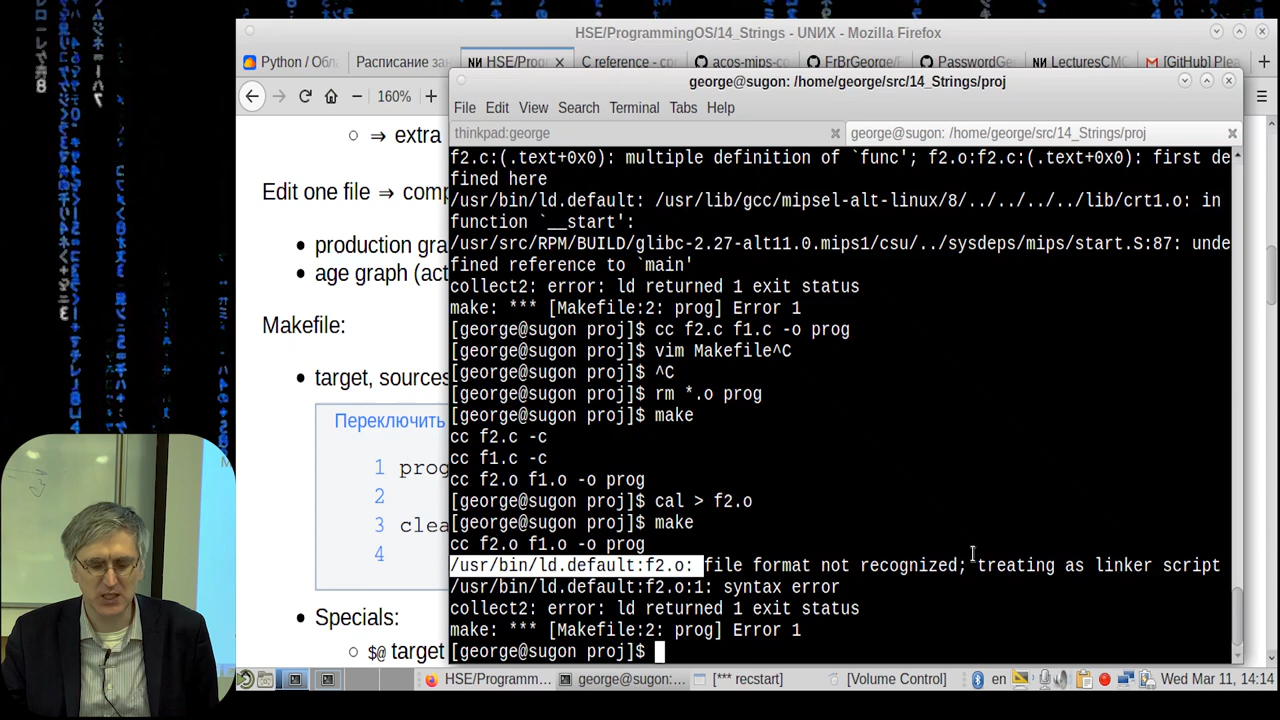 HSE/ProgrammingOS/14_Strings - UNИX - Mozilla Firefox
Python / Обла
Расписание зан
HSE/Prog
C reference - cp
acos-mips-co
FrBrGeorge/
PasswordGe
LecturesCMC
[GitHub] Plea
160%
george@sugon: /home/george/src/14_Strings/proj
File Edit View Search Terminal Tabs Help
thinkpad:george
george@sugon: /home/george/src/14_Strings/proj
⇒ extra
Edit one file ⇒ comp
production gra
age graph (act
Makefile:
target, sources
Переключить
1 prog
2
3 clea
4
Specials:
$@ target
f2.c:(.text+0x0): multiple definition of `func'; f2.o:f2.c:(.text+0x0): first de
fined here
/usr/bin/ld.default: /usr/lib/gcc/mipsel-alt-linux/8/../../../../lib/crt1.o: in
function `__start':
/usr/src/RPM/BUILD/glibc-2.27-alt11.0.mips1/csu/../sysdeps/mips/start.S:87: unde
fined reference to `main'
collect2: error: ld returned 1 exit status
make: *** [Makefile:2: prog] Error 1
[george@sugon proj]$ cc f2.c f1.c -o prog
[george@sugon proj]$ vim Makefile^C
[george@sugon proj]$ ^C
[george@sugon proj]$ rm *.o prog
[george@sugon proj]$ make
cc f2.c -c
cc f1.c -c
cc f2.o f1.o -o prog
[george@sugon proj]$ cal > f2.o
[george@sugon proj]$ make
cc f2.o f1.o -o prog
/usr/bin/ld.default:f2.o: file format not recognized; treating as linker script
/usr/bin/ld.default:f2.o:1: syntax error
collect2: error: ld returned 1 exit status
make: *** [Makefile:2: prog] Error 1
[george@sugon proj]$
HSE/Programm...
george@sugon:...
[*** recstart]
[Volume Control]
en
Wed Mar 11, 14:14